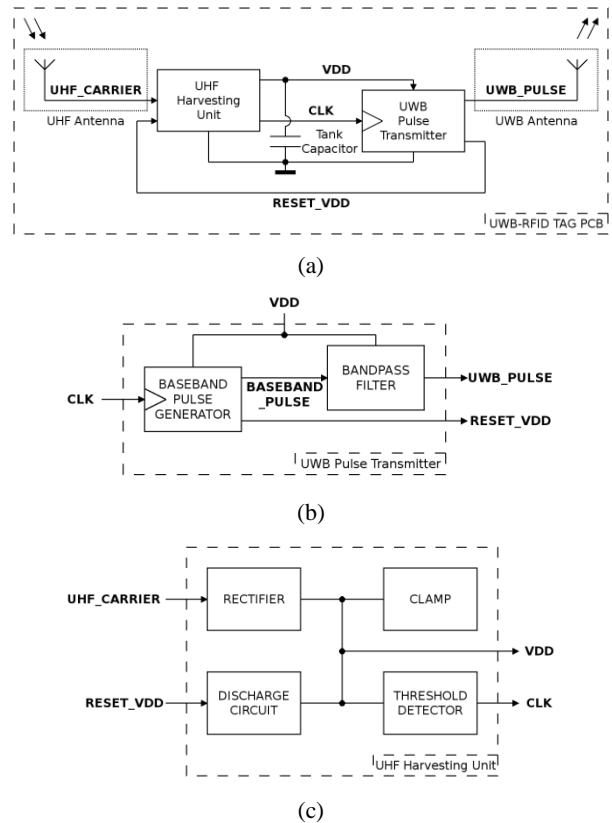 VDD
UHF_CARRIER
UHF
Harvesting
Unit
CLK
UWB
Pulse
Transmitter
UWB_PULSE
UHF Antenna
Tank
Capacitor
UWB Antenna
RESET_VDD
UWB-RFID TAG PCB
(a)
VDD
CLK
BASEBAND
PULSE
GENERATOR
BASEBAND
_PULSE
BANDPASS
FILTER
UWB_PULSE
RESET_VDD
UWB Pulse Transmitter
(b)
UHF_CARRIER
RECTIFIER
CLAMP
VDD
RESET_VDD
DISCHARGE
CIRCUIT
THRESHOLD
DETECTOR
CLK
UHF Harvesting Unit
(c)